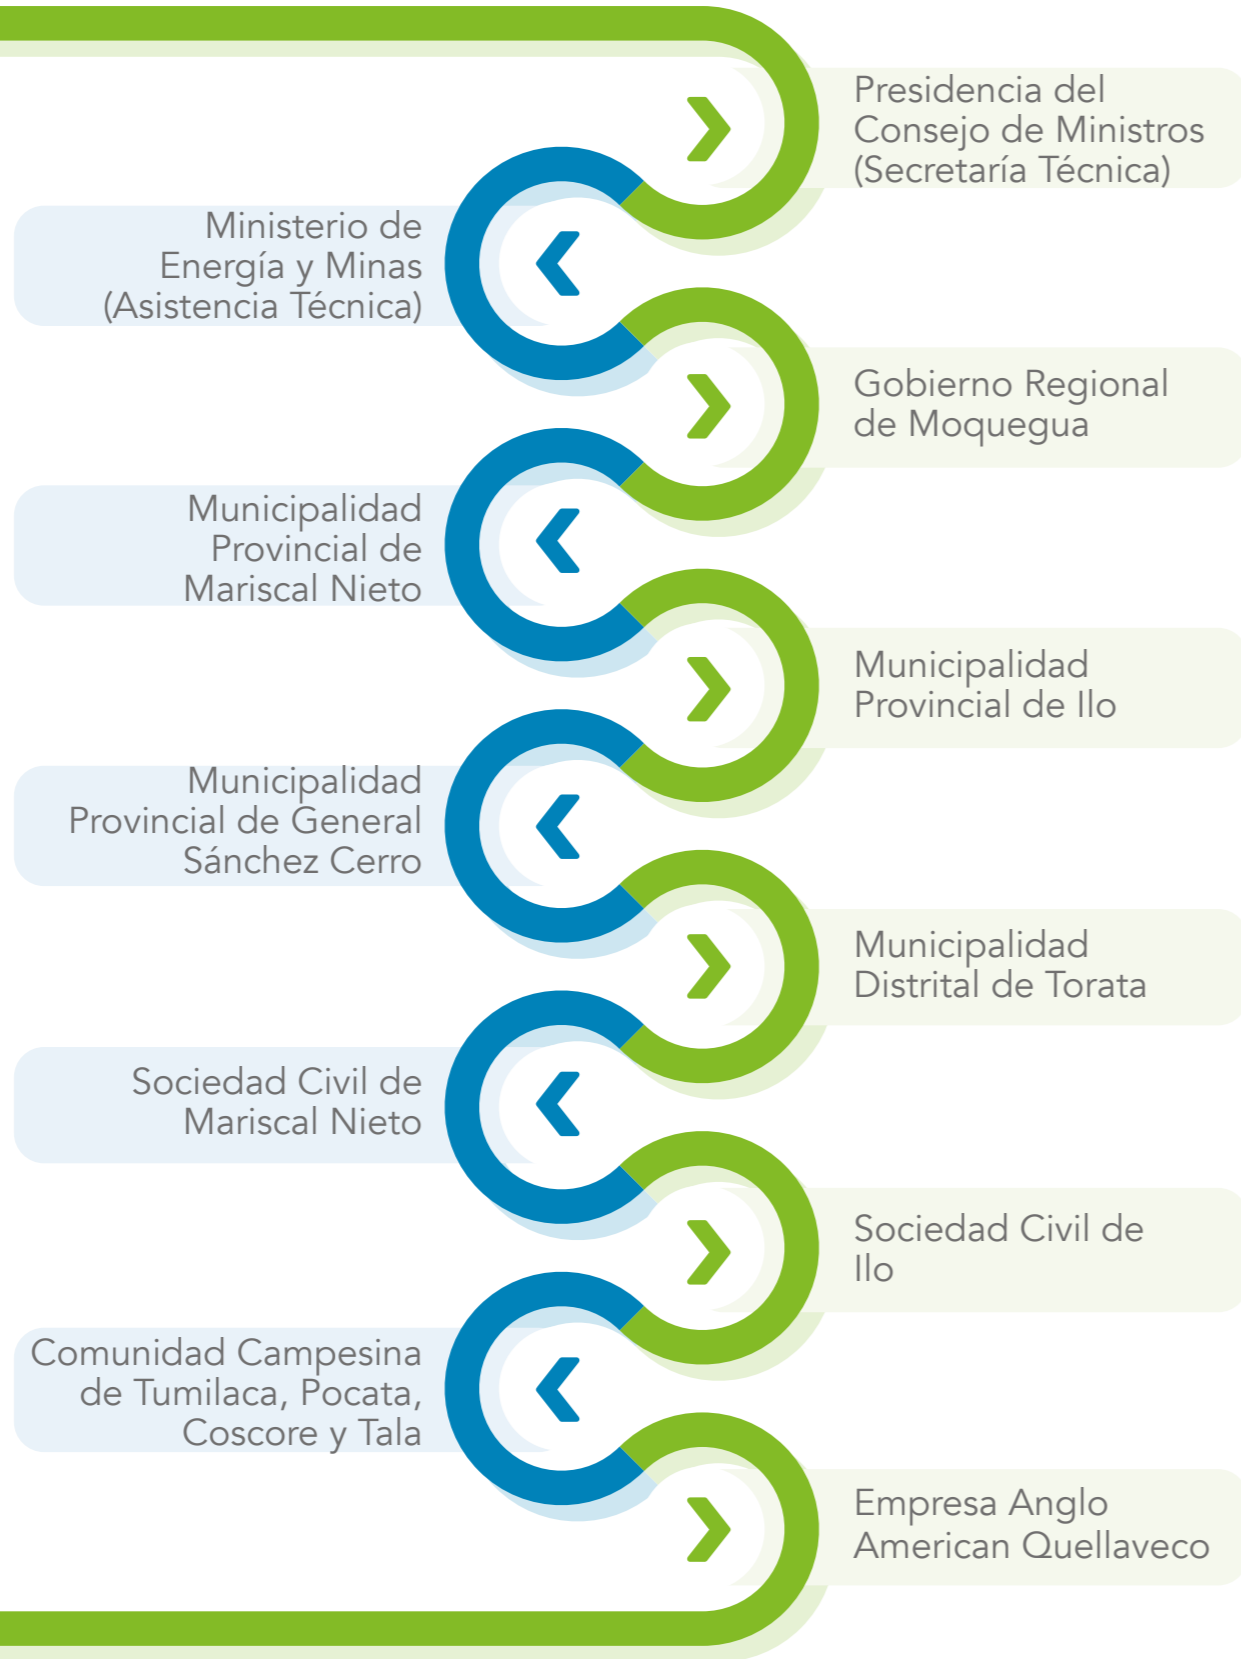 Presidencia del
Consejo de Ministros
(Secretaría Técnica)
Ministerio de
Energía y Minas
(Asistencia Técnica)
Gobierno Regional
de Moquegua
Municipalidad
Provincial de
Mariscal Nieto
Municipalidad
Provincial de Ilo
Municipalidad
Provincial de General
Sánchez Cerro
Municipalidad
Distrital de Torata
Sociedad Civil de
Mariscal Nieto
Sociedad Civil de
Ilo
Comunidad Campesina
de Tumilaca, Pocata,
Coscore y Tala
Empresa Anglo
American Quellaveco